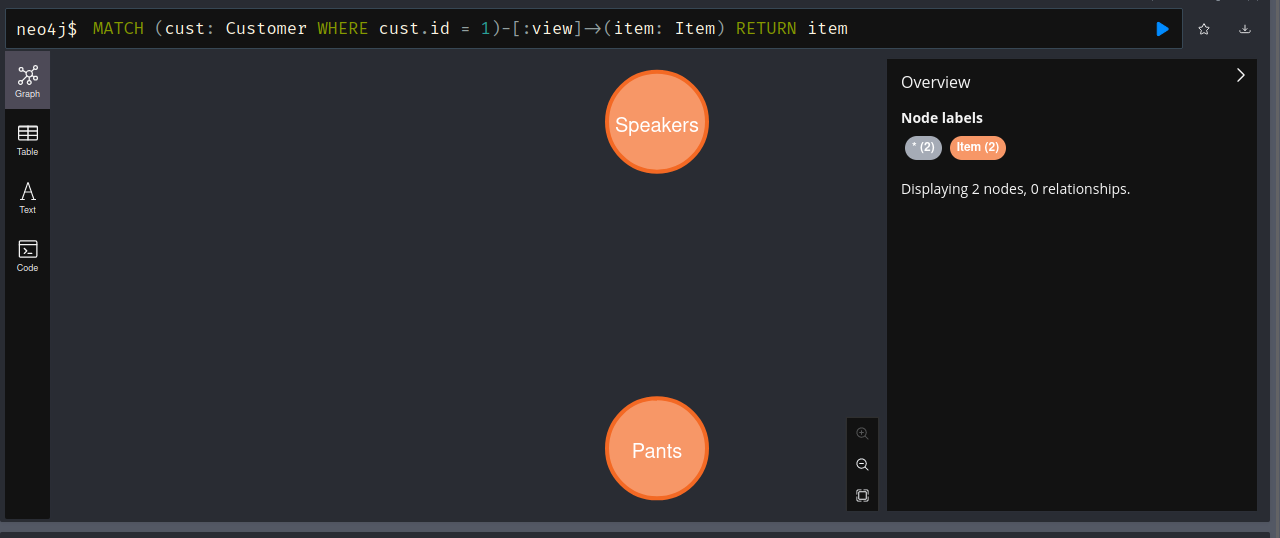 neo4j$ MATCH (cust: Customer WHERE cust.id = 1)-[:view]->(item: Item) RETURN item
Graph
Table
Text
Code
Speakers
Pants
Overview
Node labels
* (2) Item (2)
Displaying 2 nodes, 0 relationships.